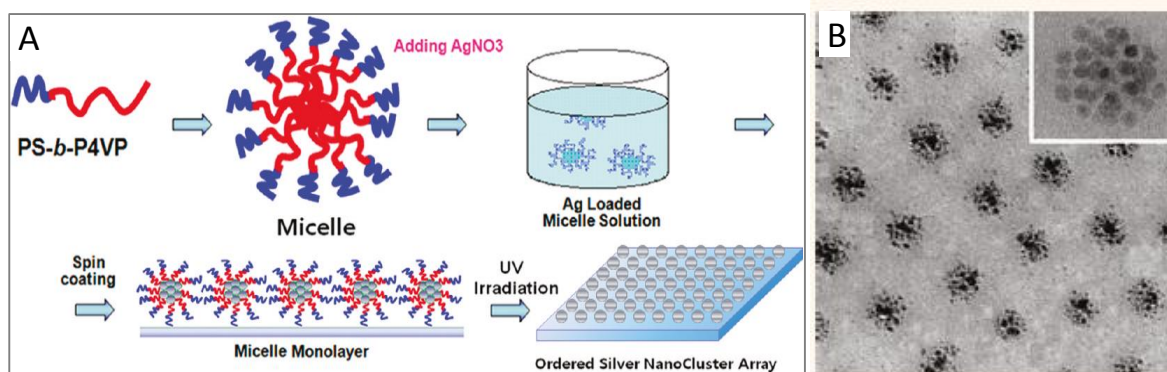 A
PS-b-P4VP
Micelle
Adding AgNO3
Ag Loaded
Micelle Solution
Spin
coating
Micelle Monolayer
UV
Irradiation
Ordered Silver NanoCluster Array
B